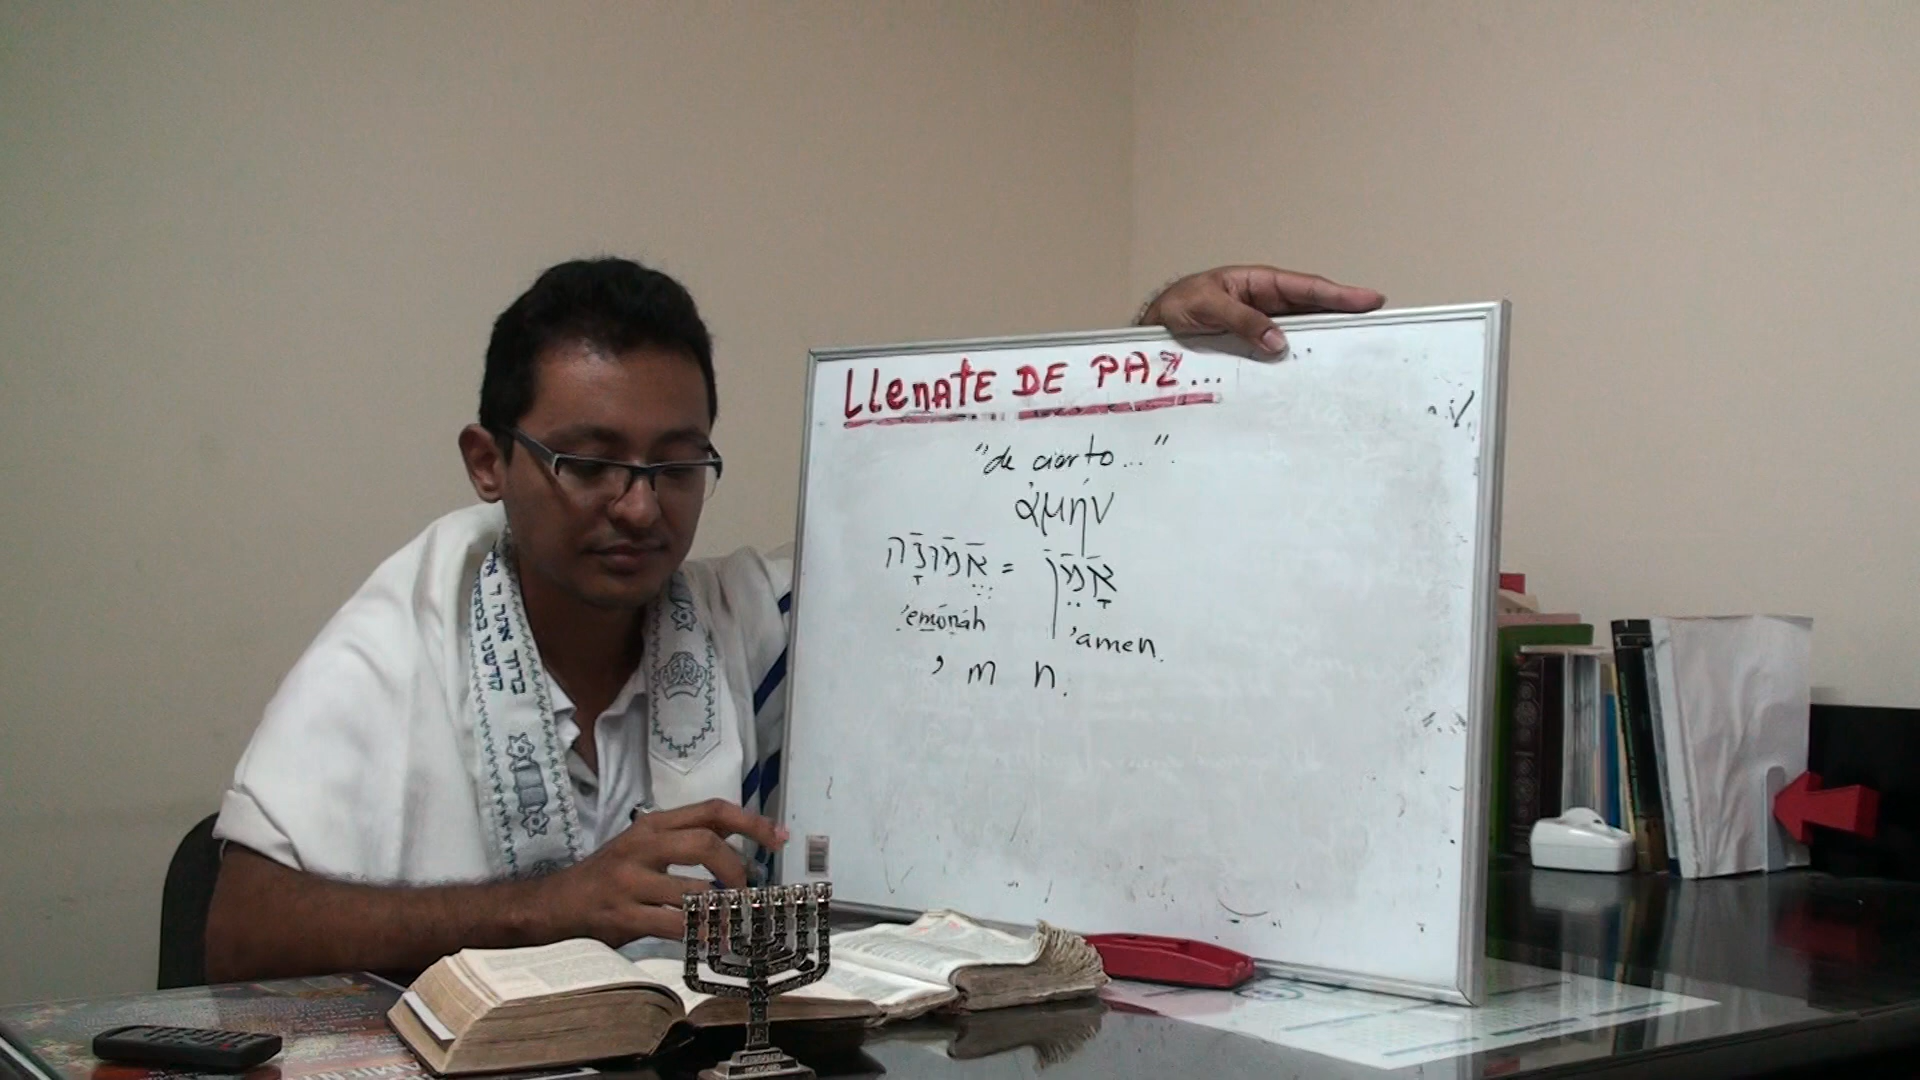 LLENATE DE PAZ...
"de cierto...".
ἀμήν
אֱמוּנָה = אָמֵן
'emûnah
'amen.
' m n.